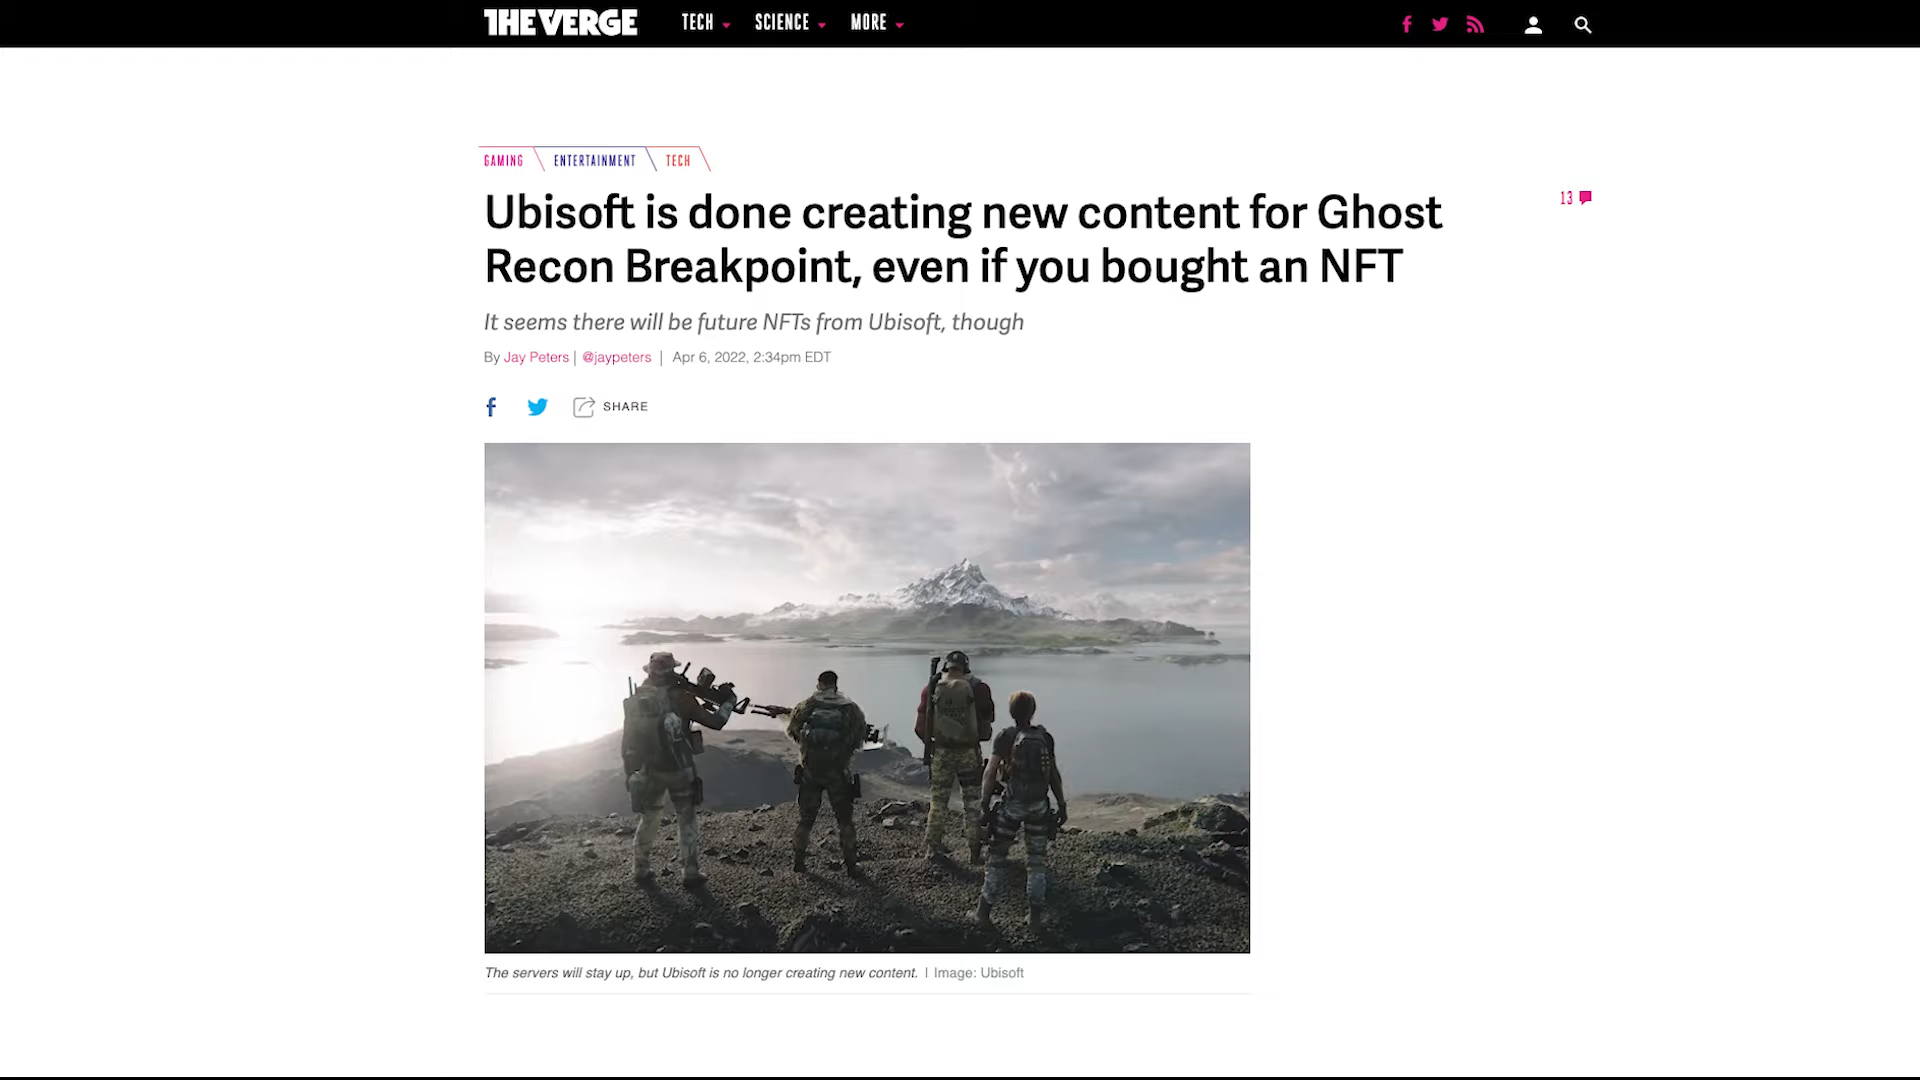 THE VERGE TECH SCIENCE MORE
GAMING ENTERTAINMENT TECH
Ubisoft is done creating new content for Ghost
Recon Breakpoint, even if you bought an NFT
13
It seems there will be future NFTs from Ubisoft, though
By Jay Peters | @jaypeters | Apr 6, 2022, 2:34pm EDT
SHARE
The servers will stay up, but Ubisoft is no longer creating new content. | Image: Ubisoft